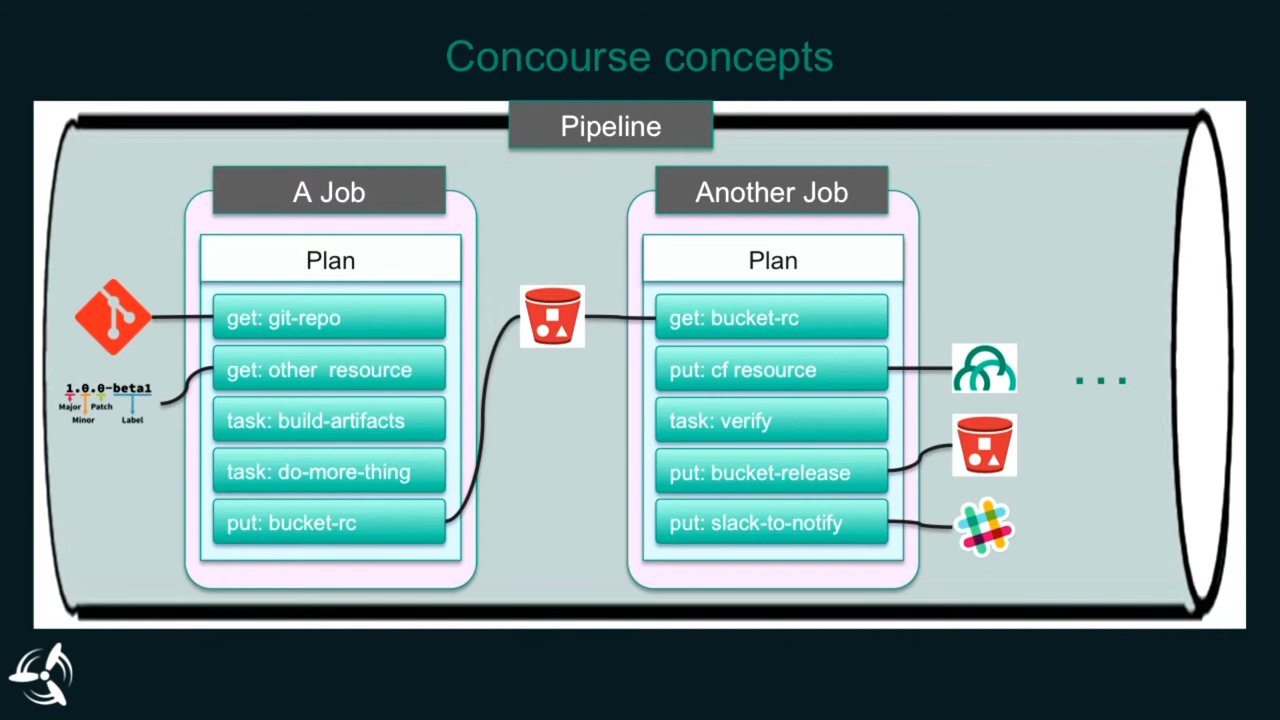 Concourse concepts
Pipeline
A Job
Plan
get: git-repo
get: other resource
task: build-artifacts
task: do-more-thing
put: bucket-rc
1.0.0-beta1
Major
Patch
Minor
Label
Another Job
Plan
get: bucket-rc
put: cf resource
task: verify
put: bucket-release
put: slack-to-notify
...